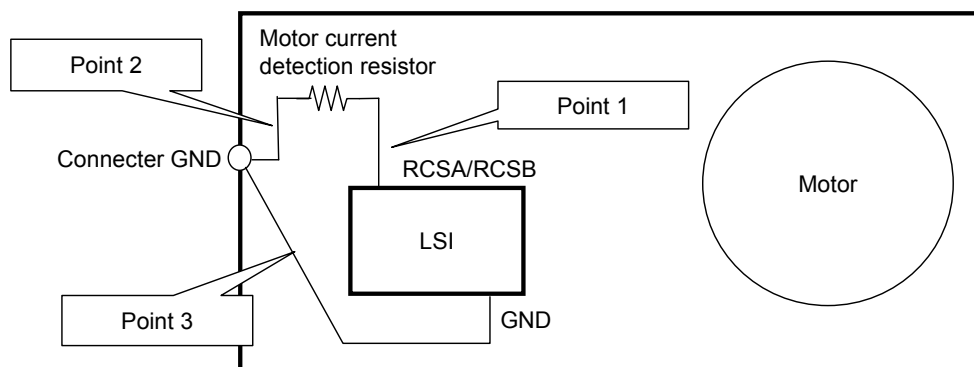 Motor current
detection resistor
Point 2
Point 1
Connecter GND
RCSA/RCSB
Motor
LSI
Point 3
GND